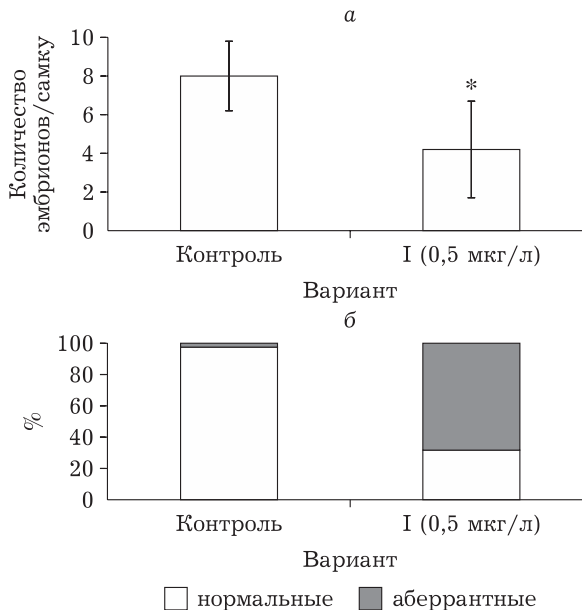 а
Количество
эмбрионов/самку
10
8
6
4
2
0
*
Контроль
I (0,5 мкг/л)
Вариант
б
%
100
80
60
40
20
0
Контроль
I (0,5 мкг/л)
Вариант
нормальные
аберрантные